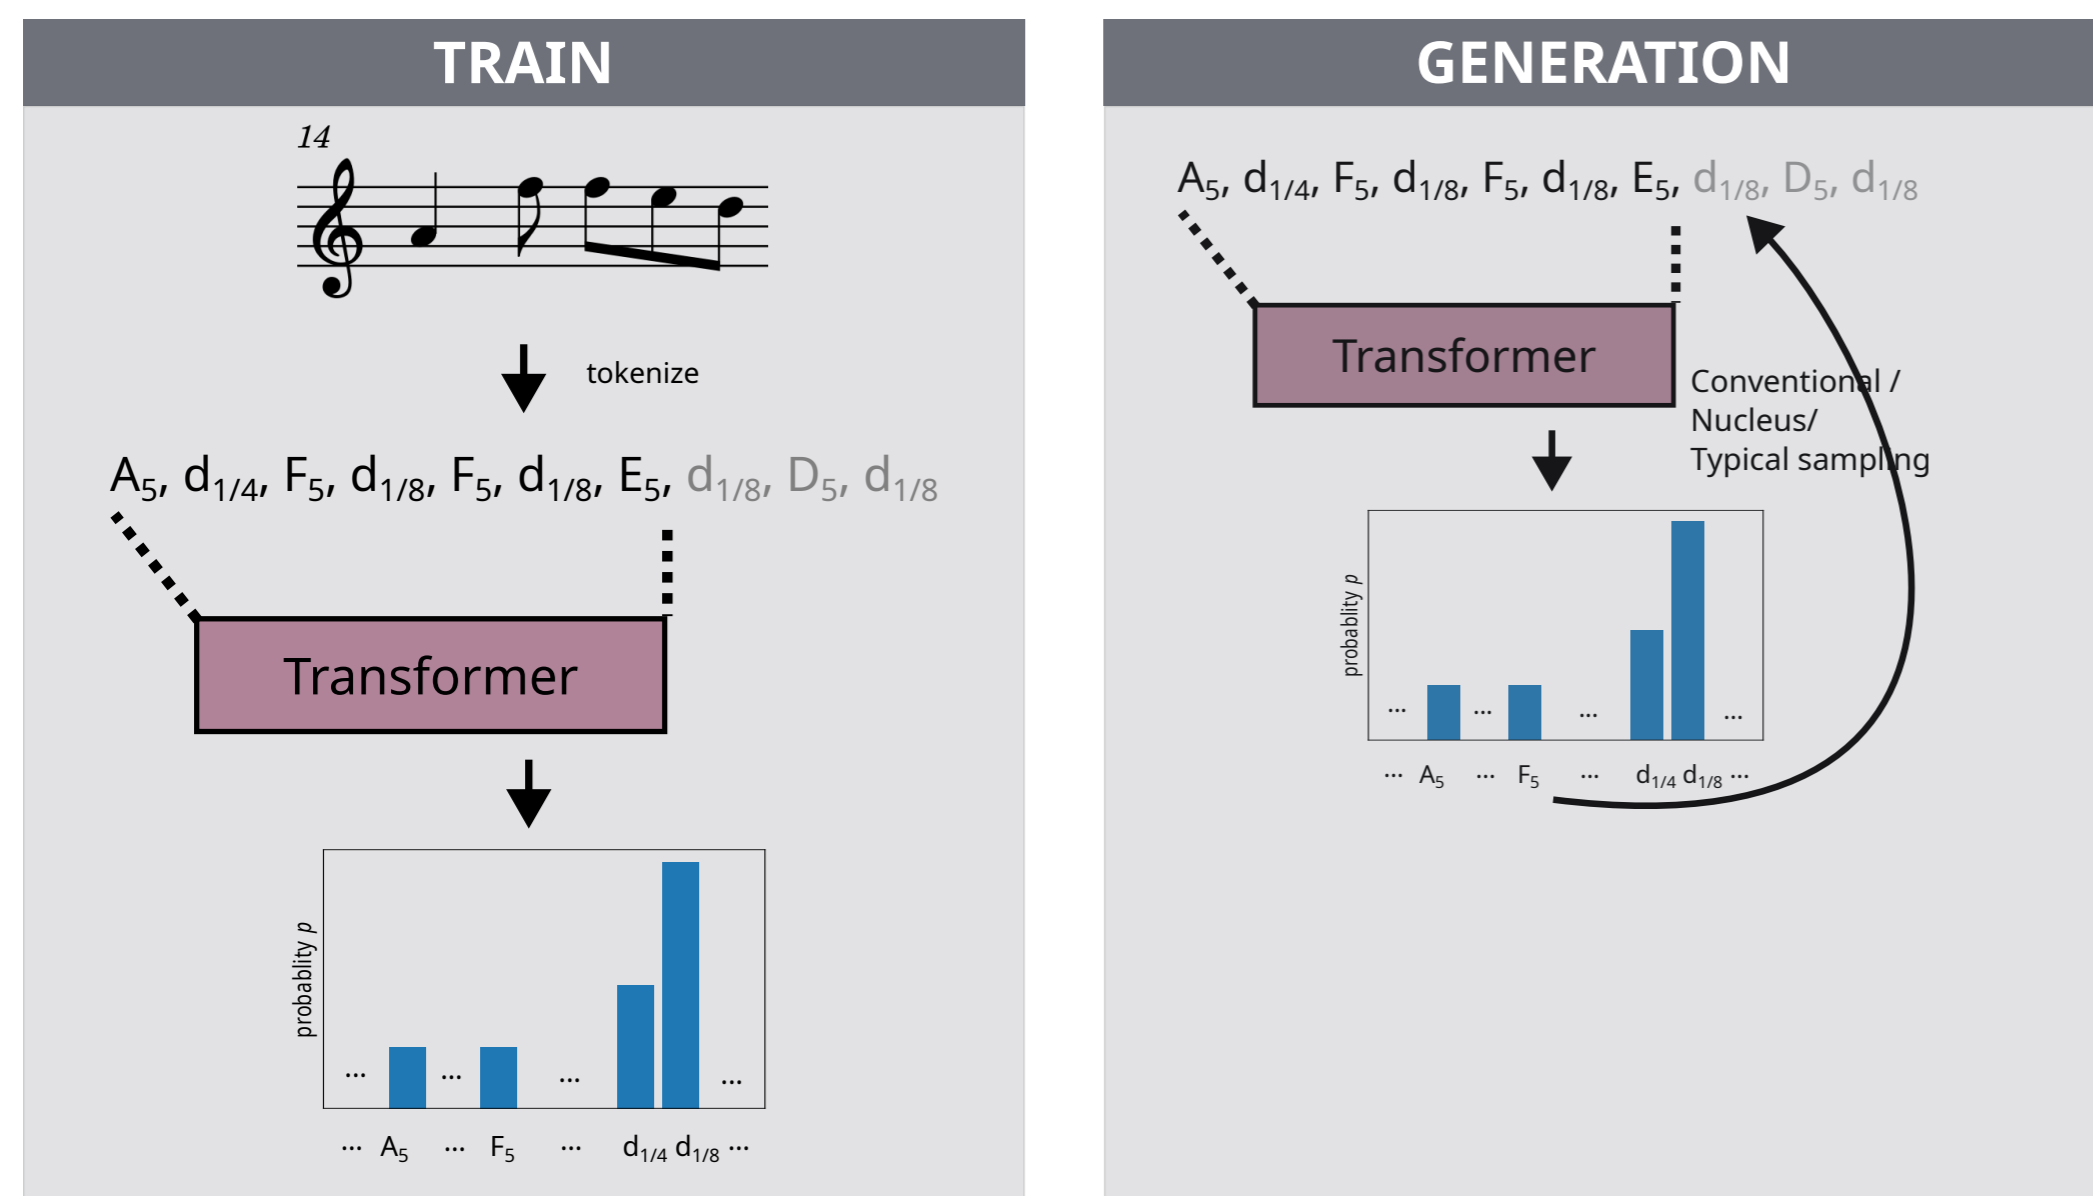 TRAIN
14
tokenize
A5, d1/4, F5, d1/8, F5, d1/8, E5, d1/8, D5, d1/8
Transformer
probablity p
... ... ... ...
... A5 ... F5 ... d1/4 d1/8 ...
GENERATION
A5, d1/4, F5, d1/8, F5, d1/8, E5, d1/8, D5, d1/8
Transformer
Conventional /
Nucleus/
Typical sampling
probablity p
... ... ... ...
... A5 ... F5 ... d1/4 d1/8 ...